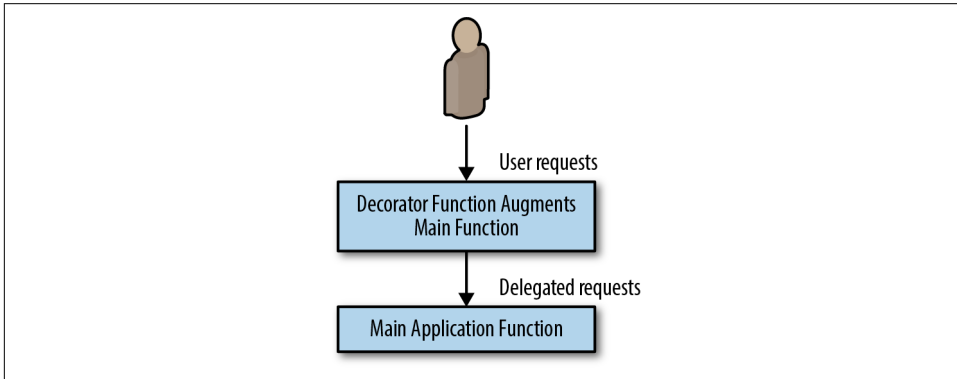 User requests
Decorator Function Augments
Main Function
Delegated requests
Main Application Function